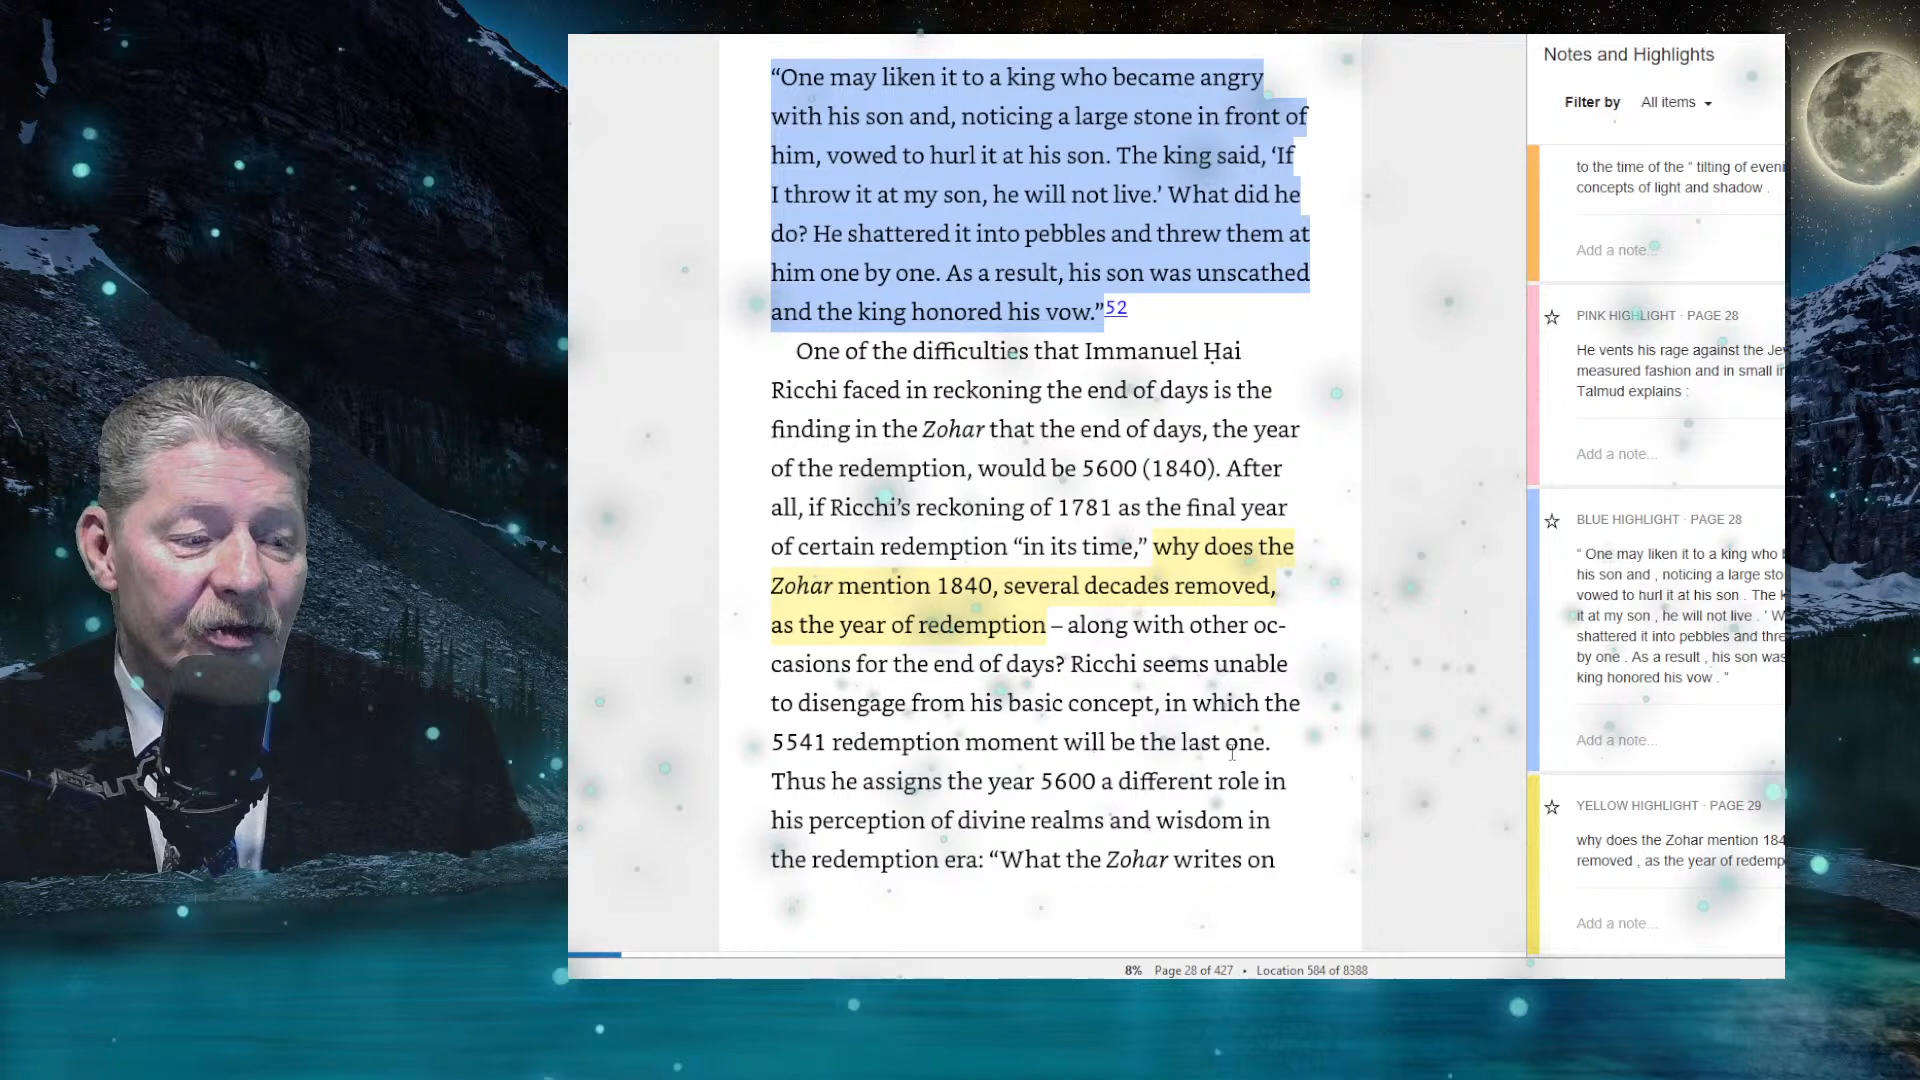 “One may liken it to a king who became angry
with his son and, noticing a large stone in front of
him, vowed to hurl it at his son. The king said, ‘If
I throw it at my son, he will not live.’ What did he
do? He shattered it into pebbles and threw them at
him one by one. As a result, his son was unscathed
and the king honored his vow.”52
One of the difficulties that Immanuel Ḥai
Ricchi faced in reckoning the end of days is the
finding in the Zohar that the end of days, the year
of the redemption, would be 5600 (1840). After
all, if Ricchi’s reckoning of 1781 as the final year
of certain redemption “in its time,” why does the
Zohar mention 1840, several decades removed,
as the year of redemption – along with other oc-
casions for the end of days? Ricchi seems unable
to disengage from his basic concept, in which the
5541 redemption moment will be the last one.
Thus he assigns the year 5600 a different role in
his perception of divine realms and wisdom in
the redemption era: “What the Zohar writes on
8% Page 28 of 427 • Location 584 of 8388
Notes and Highlights
Filter by All items
to the time of the “ tilting of eveni
concepts of light and shadow .
Add a note...
PINK HIGHLIGHT · PAGE 28
He vents his rage against the Je
measured fashion and in small i
Talmud explains :
Add a note...
BLUE HIGHLIGHT · PAGE 28
“ One may liken it to a king who
his son and , noticing a large sto
vowed to hurl it at his son . The
it at my son , he will not live . ’ W
shattered it into pebbles and thre
by one . As a result , his son was
king honored his vow . ”
Add a note...
YELLOW HIGHLIGHT · PAGE 29
why does the Zohar mention 184
removed , as the year of redemp
Add a note...